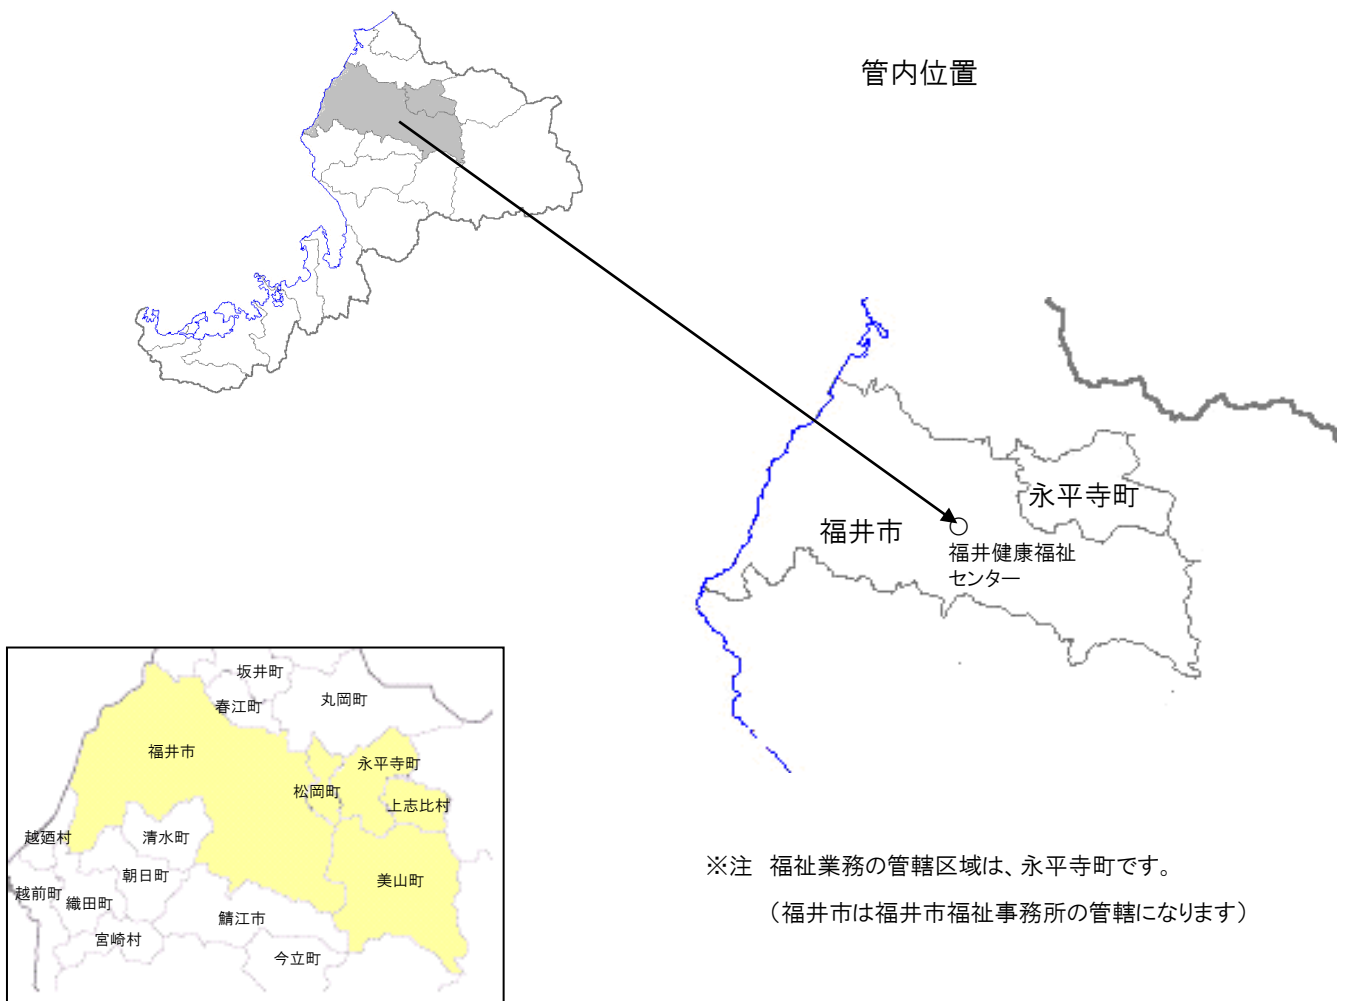 管内位置
永平寺町
福井市
福井健康福祉
センター
坂井町
丸岡町
春江町
福井市
永平寺町
松岡町
上志比村
越廼村
清水町
朝日町
美山町
越前町
織田町
鯖江市
宮崎村
今立町
※注 福祉業務の管轄区域は、永平寺町です。
（福井市は福井市福祉事務所の管轄になります）